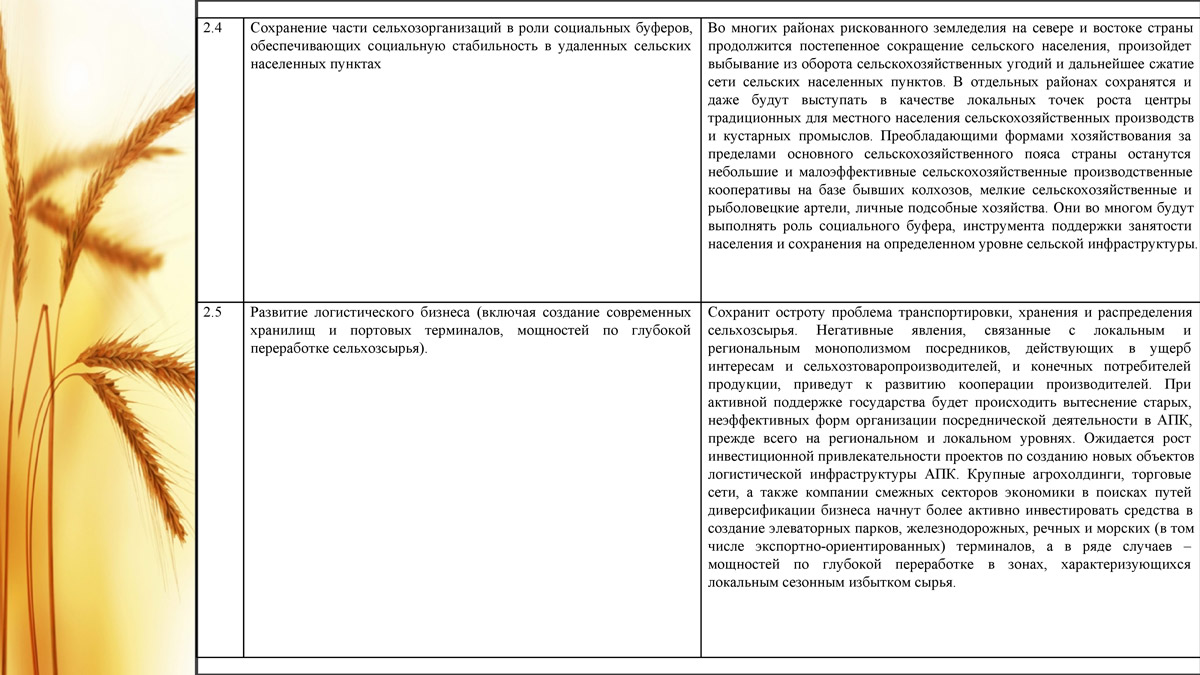 2.4
Сохранение части сельхозорганизаций в роли социальных буферов,
обеспечивающих социальную стабильность в удаленных сельских
населенных пунктах
Во многих районах рискованного земледелия на севере и востоке страны
продолжится постепенное сокращение сельского населения, произойдет
выбывание из оборота сельскохозяйственных угодий и дальнейшее сжатие
сети сельских населенных пунктов. В отдельных районах сохранятся и
даже будут выступать в качестве локальных точек роста центры
традиционных для местного населения сельскохозяйственных производств
и кустарных промыслов. Преобладающими формами хозяйствования за
пределами основного сельскохозяйственного пояса страны останутся
небольшие и малоэффективные сельскохозяйственные производственные
кооперативы на базе бывших колхозов, мелкие сельскохозяйственные и
рыболовецкие артели, личные подсобные хозяйства. Они во многом будут
выполнять роль социального буфера, инструмента поддержки занятости
населения и сохранения на определенном уровне сельской инфраструктуры.
2.5
Развитие логистического бизнеса (включая создание современных
хранилищ и портовых терминалов, мощностей по глубокой
переработке сельхозсырья).
Сохранит остроту проблема транспортировки, хранения и распределения
сельхозсырья. Негативные явления, связанные с локальным и
региональным монополизмом посредников, действующих в ущерб
интересам и сельхозтоваропроизводителей, и конечных потребителей
продукции, приведут к развитию кооперации производителей. При
активной поддержке государства будет происходить вытеснение старых,
неэффективных форм организации посреднической деятельности в АПК,
прежде всего на региональном и локальном уровнях. Ожидается рост
инвестиционной привлекательности проектов по созданию новых объектов
логистической инфраструктуры АПК. Крупные агрохолдинги, торговые
сети, а также компании смежных секторов экономики в поисках путей
диверсификации бизнеса начнут более активно инвестировать средства в
создание элеваторных парков, железнодорожных, речных и морских (в том
числе экспортно-ориентированных) терминалов, а в ряде случаев –
мощностей по глубокой переработке в зонах, характеризующихся
локальным сезонным избытком сырья.